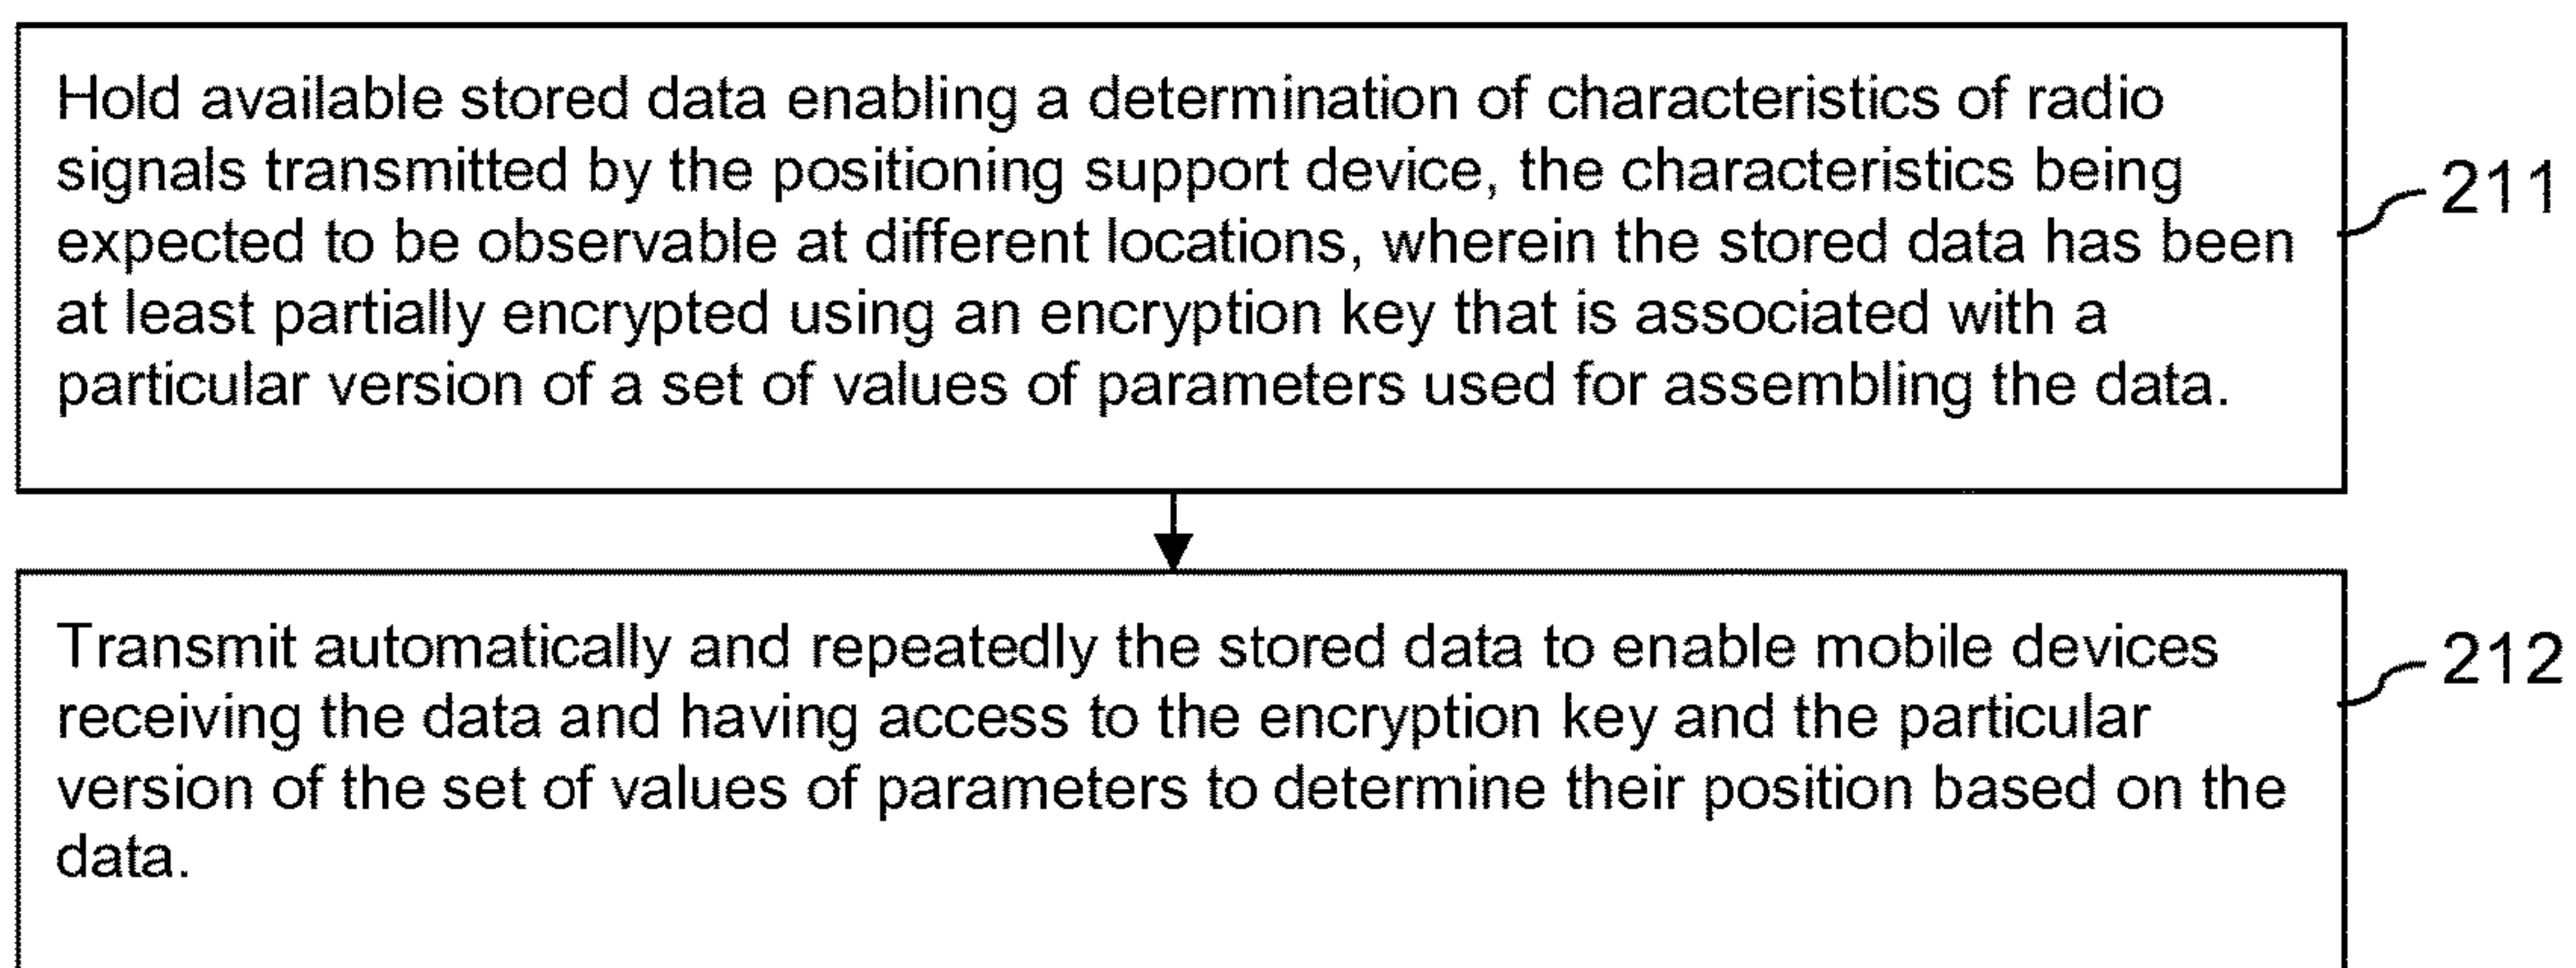 Hold available stored data enabling a determination of characteristics of radio
signals transmitted by the positioning support device, the characteristics being
expected to be observable at different locations, wherein the stored data has been
at least partially encrypted using an encryption key that is associated with a
particular version of a set of values of parameters used for assembling the data.
211
Transmit automatically and repeatedly the stored data to enable mobile devices
receiving the data and having access to the encryption key and the particular
version of the set of values of parameters to determine their position based on the
data.
212